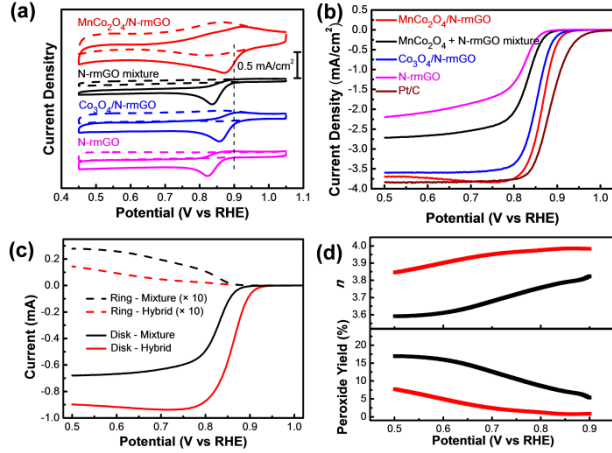 (a)
MnCo2O4/N-rmGO
0.5 mA/cm2
N-rmGO mixture
Co3O4/N-rmGO
N-rmGO
Current Densitry
0.4 0.5 0.6 0.7 0.8 0.9 1.0 1.1
Potential (V vs RHE)
(b)
MnCo2O4/N-rmGO
MnCo2O4 + N-rmGO mixture
Co3O4/N-rmGO
N-rmGO
Pt/C
Current Density (mA/cm2)
0.0
-0.5
-1.0
-1.5
-2.0
-2.5
-3.0
-3.5
-4.0
0.5 0.6 0.7 0.8 0.9 1.0
Potential (V vs RHE)
(c)
Ring - Mixture (× 10)
Ring - Hybrid (× 10)
Disk - Mixture
Disk - Hybrid
Current (mA)
0.2
0.0
-0.2
-0.4
-0.6
-0.8
-1.0
0.5 0.6 0.7 0.8 0.9 1.0
Potential (V vs RHE)
(d)
n
4.0
3.9
3.8
3.7
3.6
Peroxide Yield (%)
20
15
10
5
0
0.5 0.6 0.7 0.8 0.9
Potential (V vs RHE)